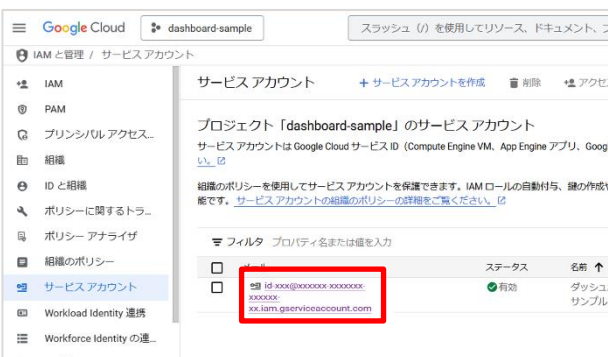 Google Cloud
dashboard-sample
スラッシュ（/）を使用してリソース、ドキュメント、プ
IAM と管理 / サービス アカウント
IAM
サービス アカウント
サービス アカウントを作成
削除
アクセ
PAM
プリンシパル アクセス...
プロジェクト「dashboard-sample」のサービス アカウント
サービス アカウントは Google Cloud サービス ID（Compute Engine VM、App Engine アプリ、Goog
い。
組織
ID と組織
組織のポリシーを使用してサービス アカウントを保護できます。IAM ロールの自動付与、鍵の作成や
能です。サービス アカウントの組織のポリシーの詳細をご覧ください。
ポリシーに関するトラ...
ポリシー アナライザ
フィルタ プロパティ名または値を入力
組織のポリシー
ステータス
名前
サービス アカウント
id-xxx@xxxxxx-xxxxxxx-
xxxxxx-
xx.iam.gserviceaccount.com
有効
ダッシュ
サンプル
Workload Identity 連携
Workforce Identity の連...